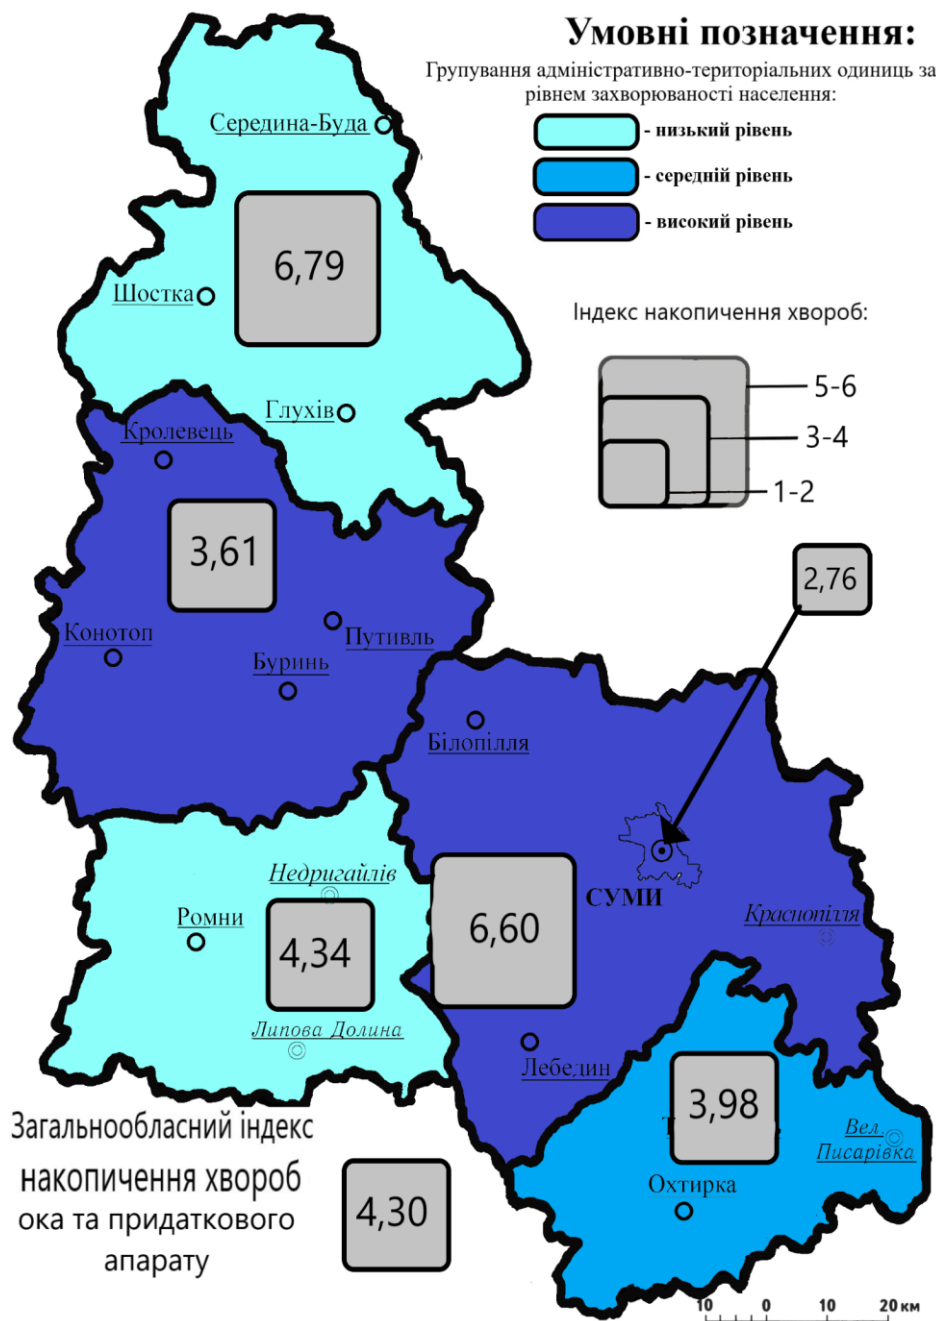 Умовні позначення:
Групування адміністративно-територіальних одиниць за
рівнем захворюваності населення:
- низький рівень
- середній рівень
- високий рівень
Індекс накопичення хвороб:
5-6
3-4
1-2
Середина-Буда
6,79
Шостка
Глухів
Кролевець
3,61
2,76
Конотоп
Путивль
Буринь
Білопілля
Недригайлів
СУМИ
Краснопілля
Ромни
4,34
6,60
Липова Долина
Лебедин
3,98
Вел.
Писарівка
Охтирка
Загальнообласний індекс
накопичення хвороб
ока та придаткового
апарату
4,30
10 0 10 20 км